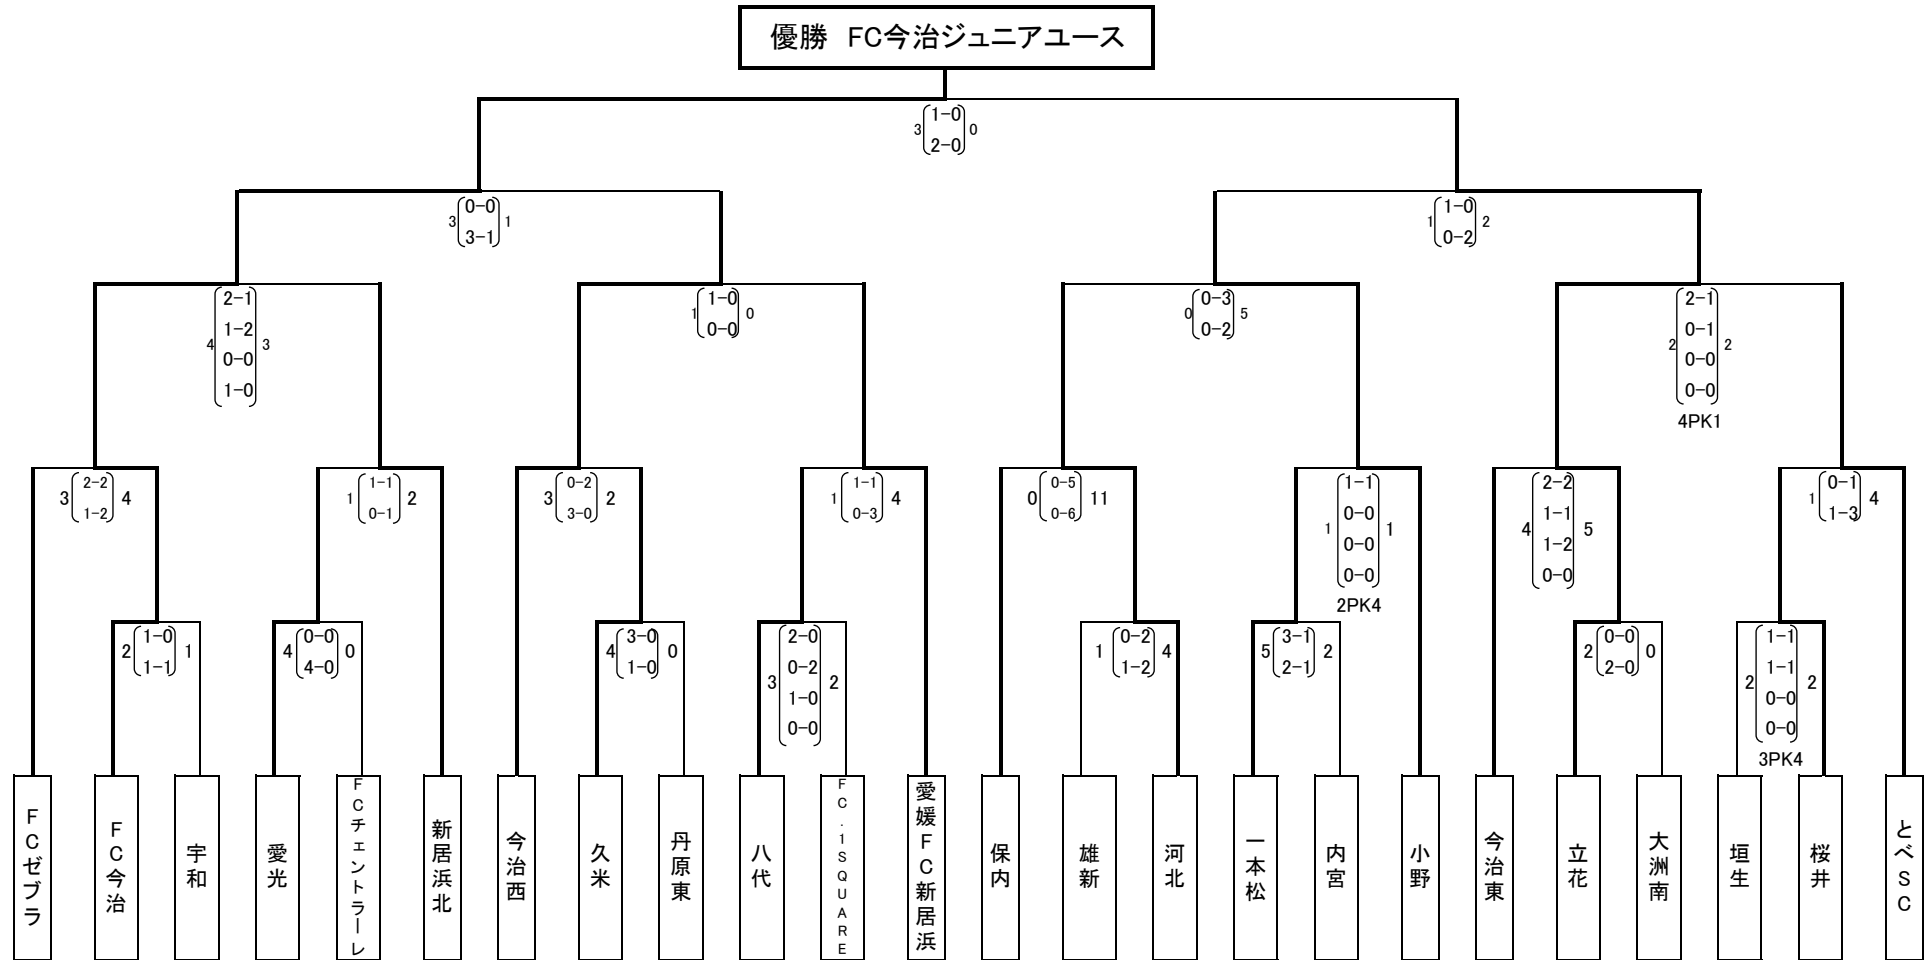 優勝　FC今治ジュニアユース
1-0
3 0
2-0
0-0
3 1
3-1
1-0
1 2
0-2
2-1
1-2
4 3
0-0
1-0
1-0
1 0
0-0
0-3
0 5
0-2
2-1
0-1
2 2
0-0
0-0
4PK1
2-2
3 4
1-2
1-1
1 2
0-1
0-2
3 2
3-0
1-1
1 4
0-3
0-5
0 11
0-6
1-1
0-0
1 1
0-0
0-0
2PK4
2-2
1-1
4 5
1-2
0-0
0-1
1 4
1-3
1-0
2 1
1-1
0-0
4 0
4-0
3-0
4 0
1-0
2-0
0-2
3 2
1-0
0-0
0-2
1 4
1-2
3-1
5 2
2-1
0-0
2 0
2-0
1-1
1-1
2 2
0-0
0-0
3PK4
FCゼブラ
FC今治
宇和
愛光
FCチェントラーレ
新居浜北
今治西
久米
丹原東
八代
FC.1SQUARE
愛媛FC新居浜
保内
雄新
河北
一本松
内宮
小野
今治東
立花
大洲南
垣生
桜井
とべSC